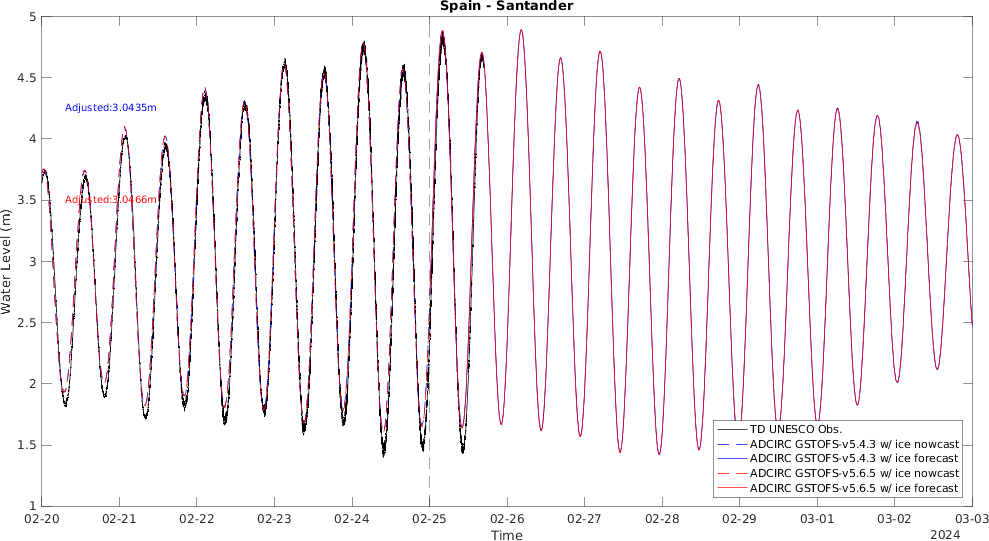 Spain - Santander
Water Level (m)
5
4.5
4
3.5
3
2.5
2
1.5
1
Adjusted:3.0435m
Adjusted:3.0466m
TD UNESCO Obs.
ADCIRC GSTOFS-v5.4.3 w/ ice nowcast
ADCIRC GSTOFS-v5.4.3 w/ ice forecast
ADCIRC GSTOFS-v5.6.5 w/ ice nowcast
ADCIRC GSTOFS-v5.6.5 w/ ice forecast
02-20 02-21 02-22 02-23 02-24 02-25 02-26 02-27 02-28 02-29 03-01 03-02 03-03
Time
2024